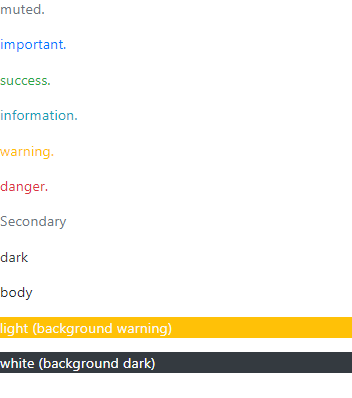 muted.
important.
success.
information.
warning.
danger.
Secondary
dark
body
light (background warning)
white (background dark)